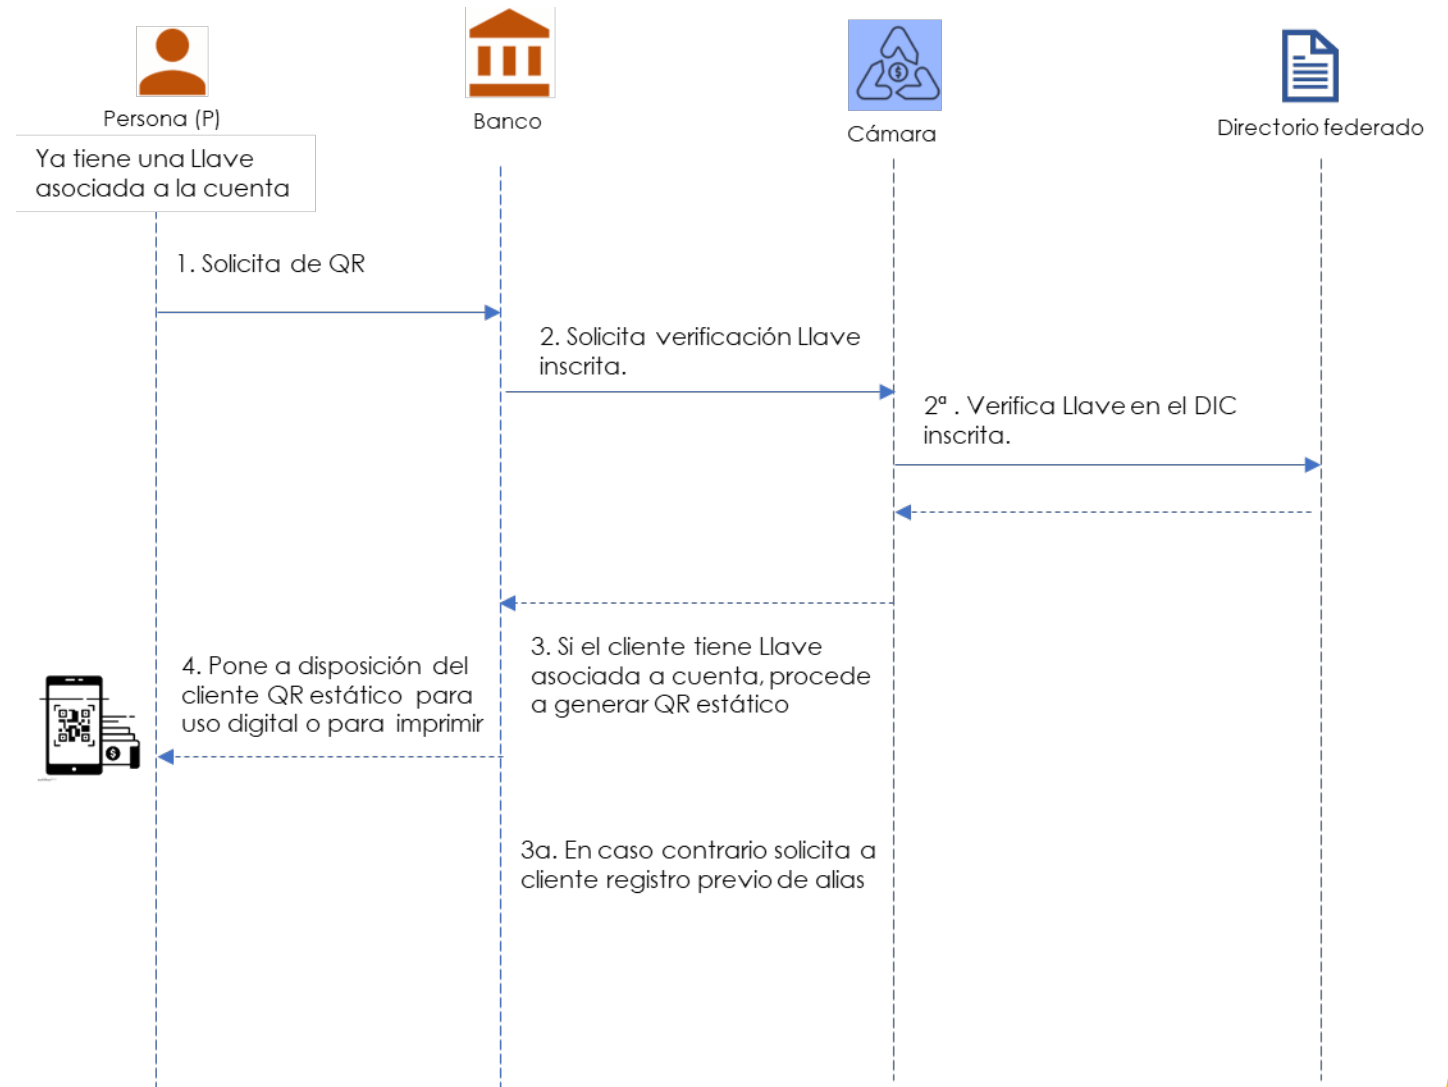 Persona (P)
Banco
Cámara
Directorio federado
Ya tiene una Llave
asociada a la cuenta
1. Solicita de QR
2. Solicita verificación Llave
inscrita.
2ª . Verifica Llave en el DIC
inscrita.
3. Si el cliente tiene Llave
asociada a cuenta, procede
a generar QR estático
4. Pone a disposición del
cliente QR estático para
uso digital o para imprimir
3a. En caso contrario solicita a
cliente registro previo de alias